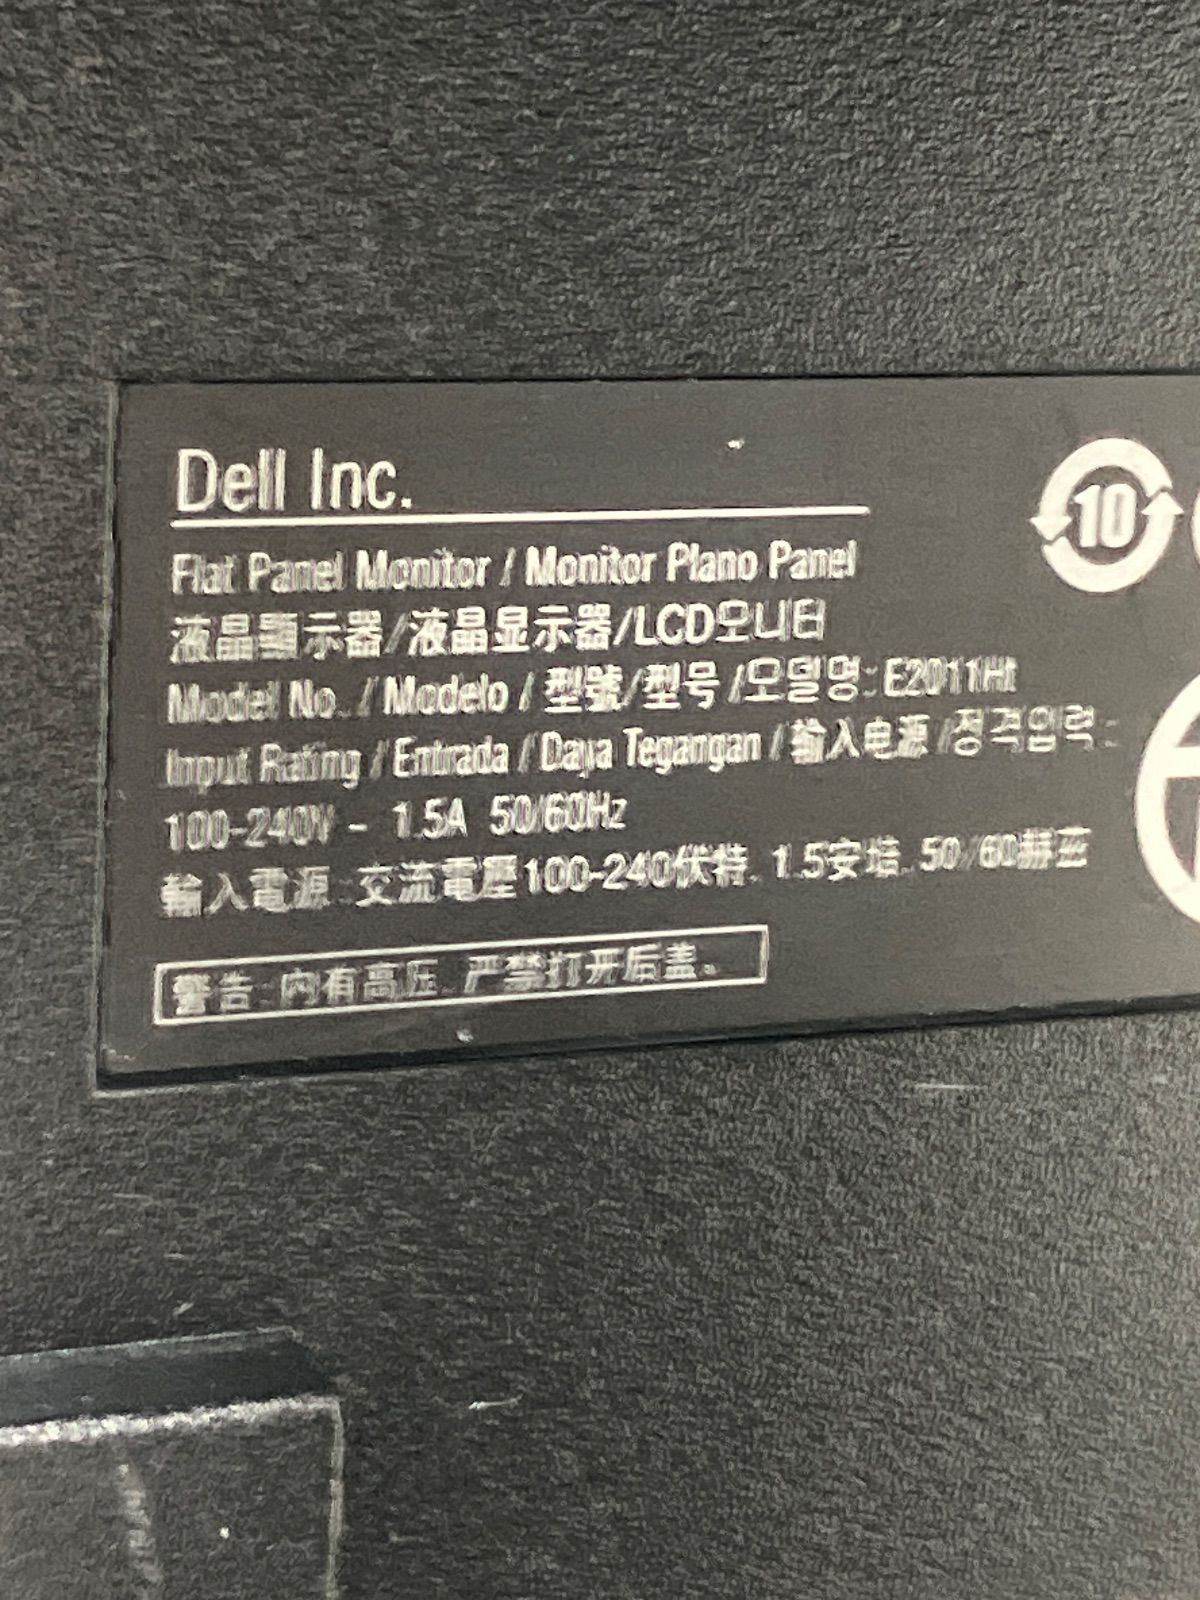 Dell Inc.
10
Flat Panel Monitor / Monitor Plano Panel
液晶顯示器/液晶显示器/LCD모니터
Model No. / Modelo / 型號/型号 /모델명: E2011Ht
Input Rating / Entrada / Daya Tegangan / 輸入电源 /정격입력:
100-240V ~ 1.5A 50/60Hz
輸入電源: 交流電壓100-240伏特, 1.5安培, 50/60赫茲
警告: 内有高压, 严禁打开后盖。